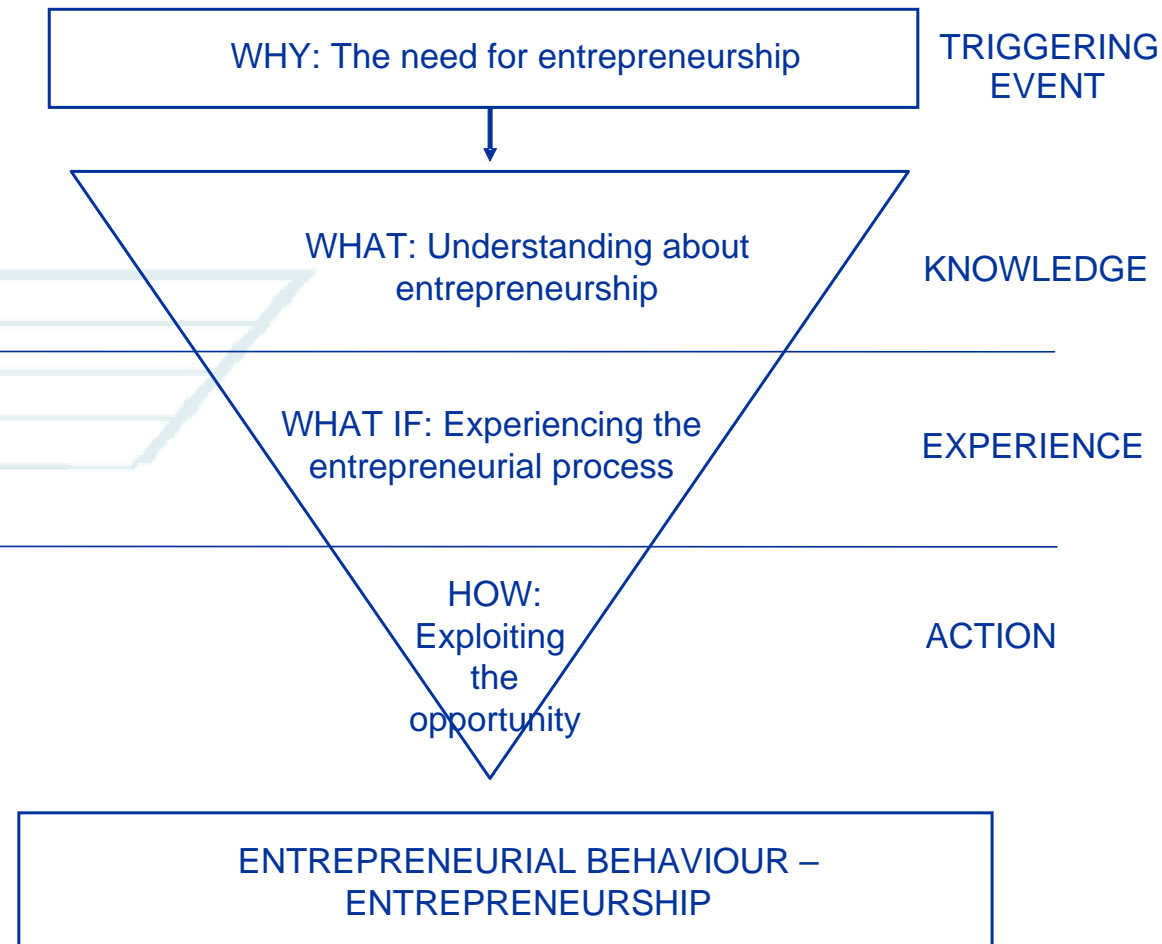 WHY: The need for entrepreneurship
TRIGGERING
EVENT
WHAT: Understanding about
entrepreneurship
KNOWLEDGE
WHAT IF: Experiencing the
entrepreneurial process
EXPERIENCE
HOW:
Exploiting
the
opportunity
ACTION
ENTREPRENEURIAL BEHAVIOUR –
ENTREPRENEURSHIP